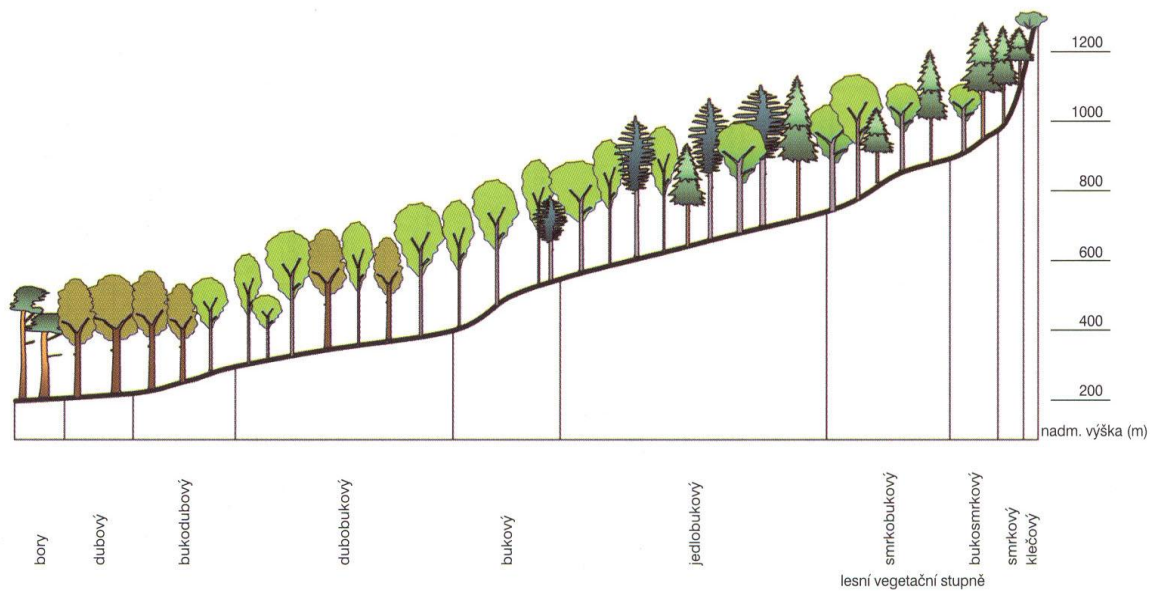 1200
1000
800
600
400
200
nadm. výška (m)
bory
dubový
bukodubový
dubobukový
bukový
jedlobukový
smrkobukový
bukosmrkový
smrkový
klečový
lesní vegetační stupně